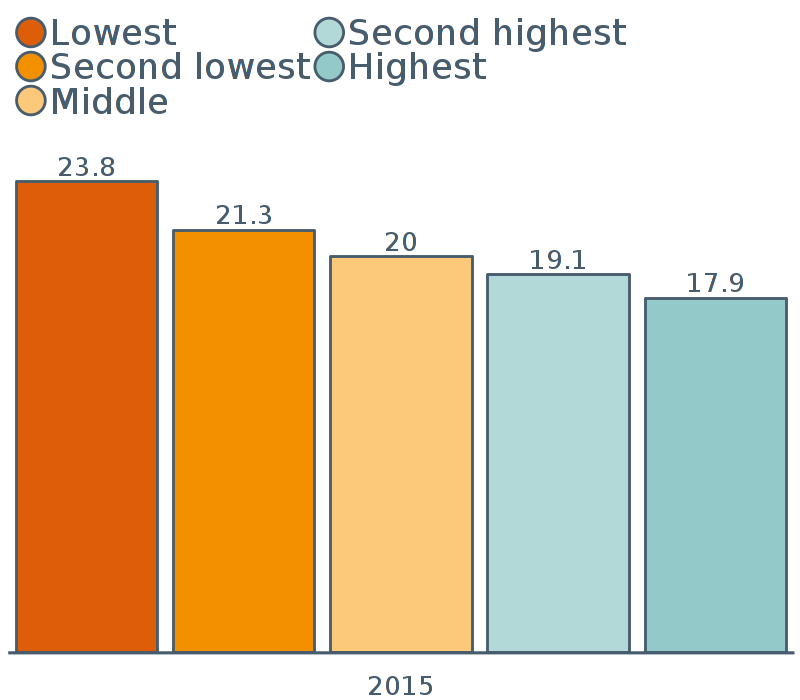 Lowest
Second lowest
Middle
Second highest
Highest
23.8
21.3
20
19.1
17.9
2015